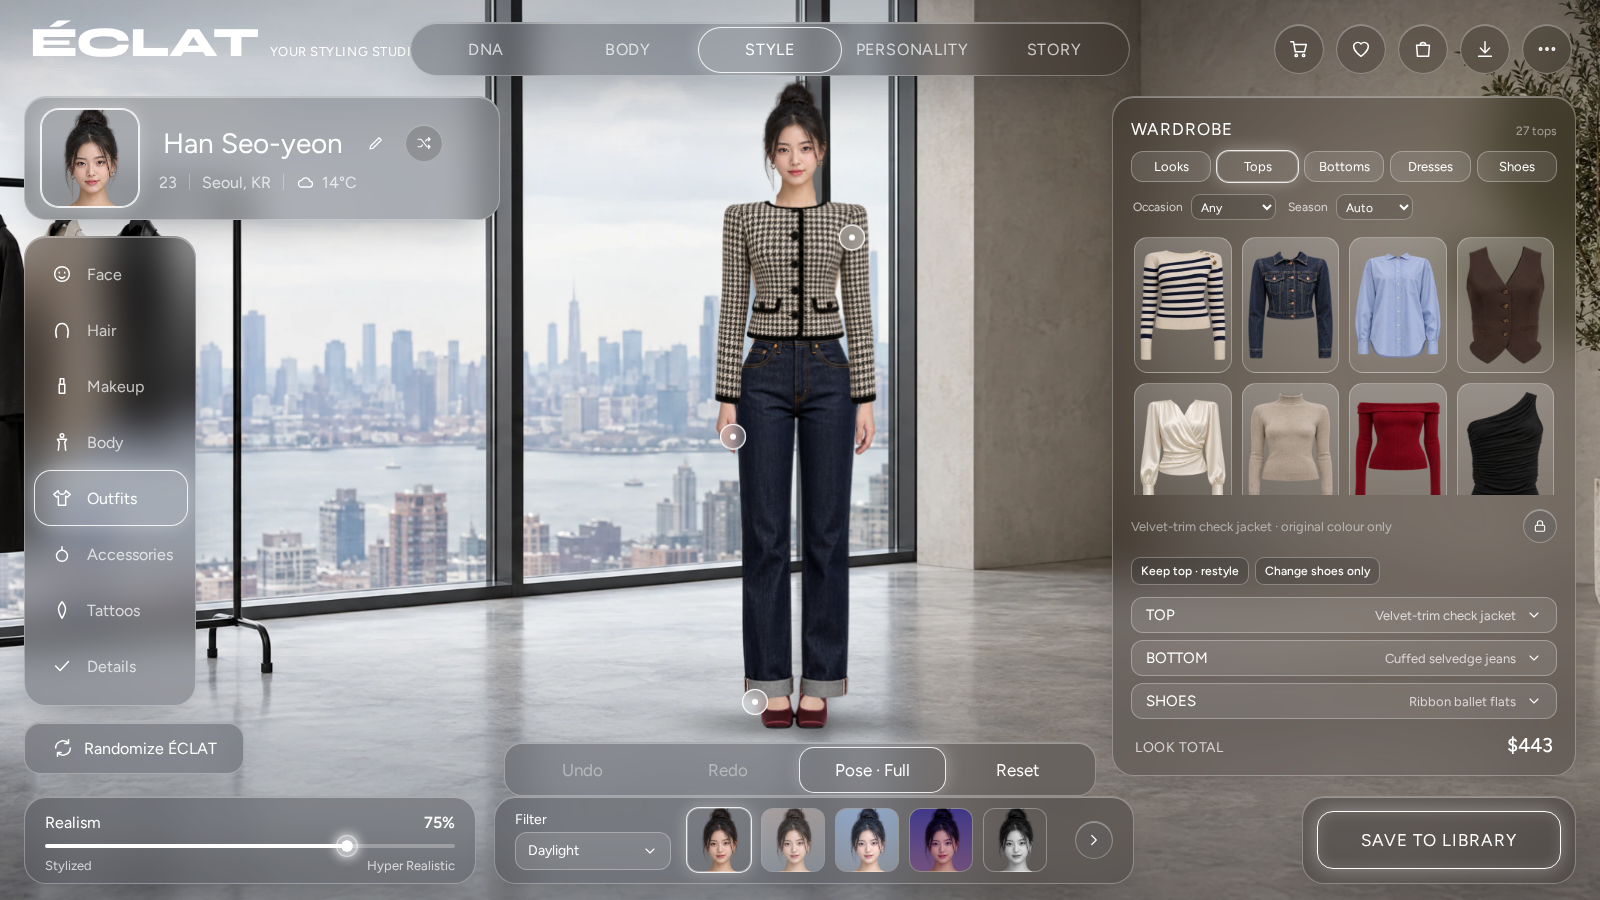 ÉCLAT
YOUR STYLING STUDI
DNA
BODY
STYLE
PERSONALITY
STORY
Han Seo-yeon
23
Seoul, KR
14°C
Face
Hair
Makeup
Body
Outfits
Accessories
Tattoos
Details
Randomize ÉCLAT
Realism
75%
Stylized
Hyper Realistic
Undo
Redo
Pose · Full
Reset
Filter
Daylight
WARDROBE
27 tops
Looks
Tops
Bottoms
Dresses
Shoes
Occasion
Any
Season
Auto
Velvet-trim check jacket · original colour only
Keep top · restyle
Change shoes only
TOP
Velvet-trim check jacket
BOTTOM
Cuffed selvedge jeans
SHOES
Ribbon ballet flats
LOOK TOTAL
$443
SAVE TO LIBRARY